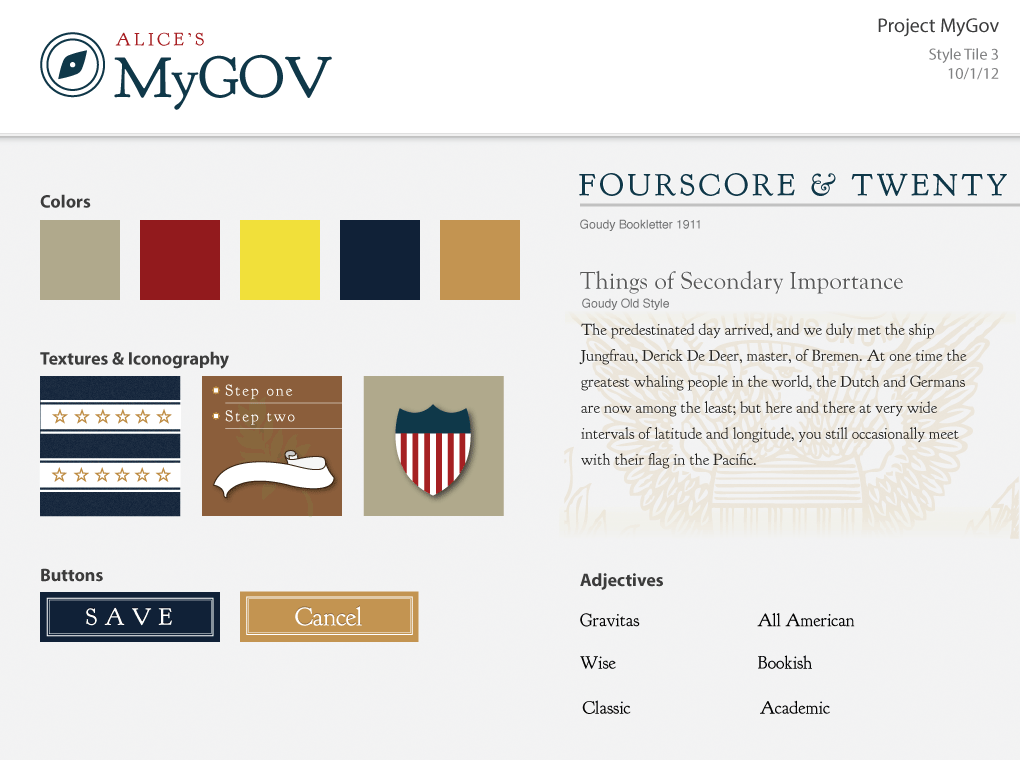 ALICE'S
MyGOV
Project MyGov
Style Tile 3
10/1/12
Colors
Textures & Iconography
Step one
Step two
Buttons
SAVE
Cancel
FOURSCORE & TWENTY
Goudy Bookletter 1911
Things of Secondary Importance
Goudy Old Style
The predestinated day arrived, and we duly met the ship
Jungfrau, Derick De Deer, master, of Bremen. At one time the
greatest whaling people in the world, the Dutch and Germans
are now among the least; but here and there at very wide
intervals of latitude and longitude, you still occasionally meet
with their flag in the Pacific.
Adjectives
Gravitas
All American
Wise
Bookish
Classic
Academic